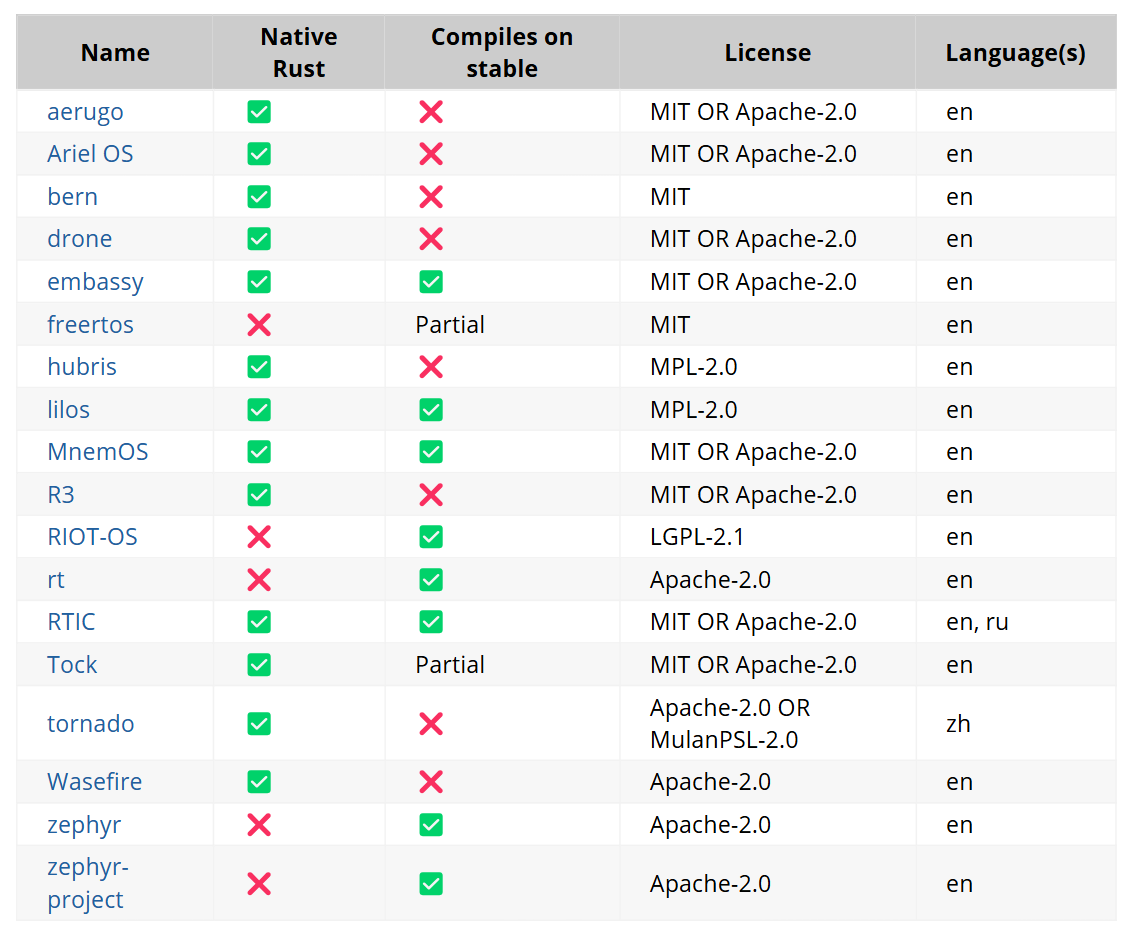 Name Native Rust Compiles on stable License Language(s)
aerugo ✅ ❌ MIT OR Apache-2.0 en
Ariel OS ✅ ❌ MIT OR Apache-2.0 en
bern ✅ ❌ MIT en
drone ✅ ❌ MIT OR Apache-2.0 en
embassy ✅ ✅ MIT OR Apache-2.0 en
freertos ❌ Partial MIT en
hubris ✅ ❌ MPL-2.0 en
lilos ✅ ✅ MPL-2.0 en
MnemOS ✅ ✅ MIT OR Apache-2.0 en
R3 ✅ ❌ MIT OR Apache-2.0 en
RIOT-OS ❌ ✅ LGPL-2.1 en
rt ❌ ✅ Apache-2.0 en
RTIC ✅ ✅ MIT OR Apache-2.0 en, ru
Tock ✅ Partial MIT OR Apache-2.0 en
tornado ✅ ❌ Apache-2.0 OR MulanPSL-2.0 zh
Wasefire ✅ ❌ Apache-2.0 en
zephyr ❌ ✅ Apache-2.0 en
zephyr-project ❌ ✅ Apache-2.0 en